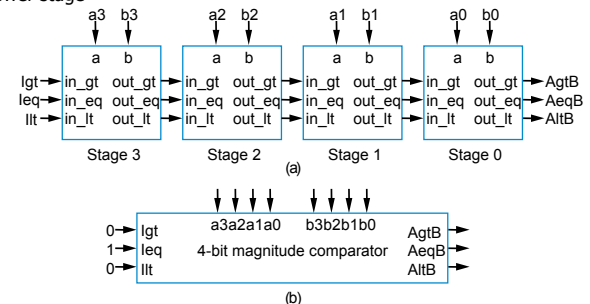 a3 b3 a2 b2 a1 b1 a0 b0
a b a b a b a b
Igt in_gt out_gt in_gt out_gt in_gt out_gt in_gt out_gt AgtB
Ieq in_eq out_eq in_eq out_eq in_eq out_eq in_eq out_eq AeqB
Ilt in_lt out_lt in_lt out_lt in_lt out_lt in_lt out_lt AltB
Stage 3 Stage 2 Stage 1 Stage 0
(a)
a3a2a1a0 b3b2b1b0
0 Igt AgtB
1 Ieq 4-bit magnitude comparator AeqB
0 Ilt AltB
(b)